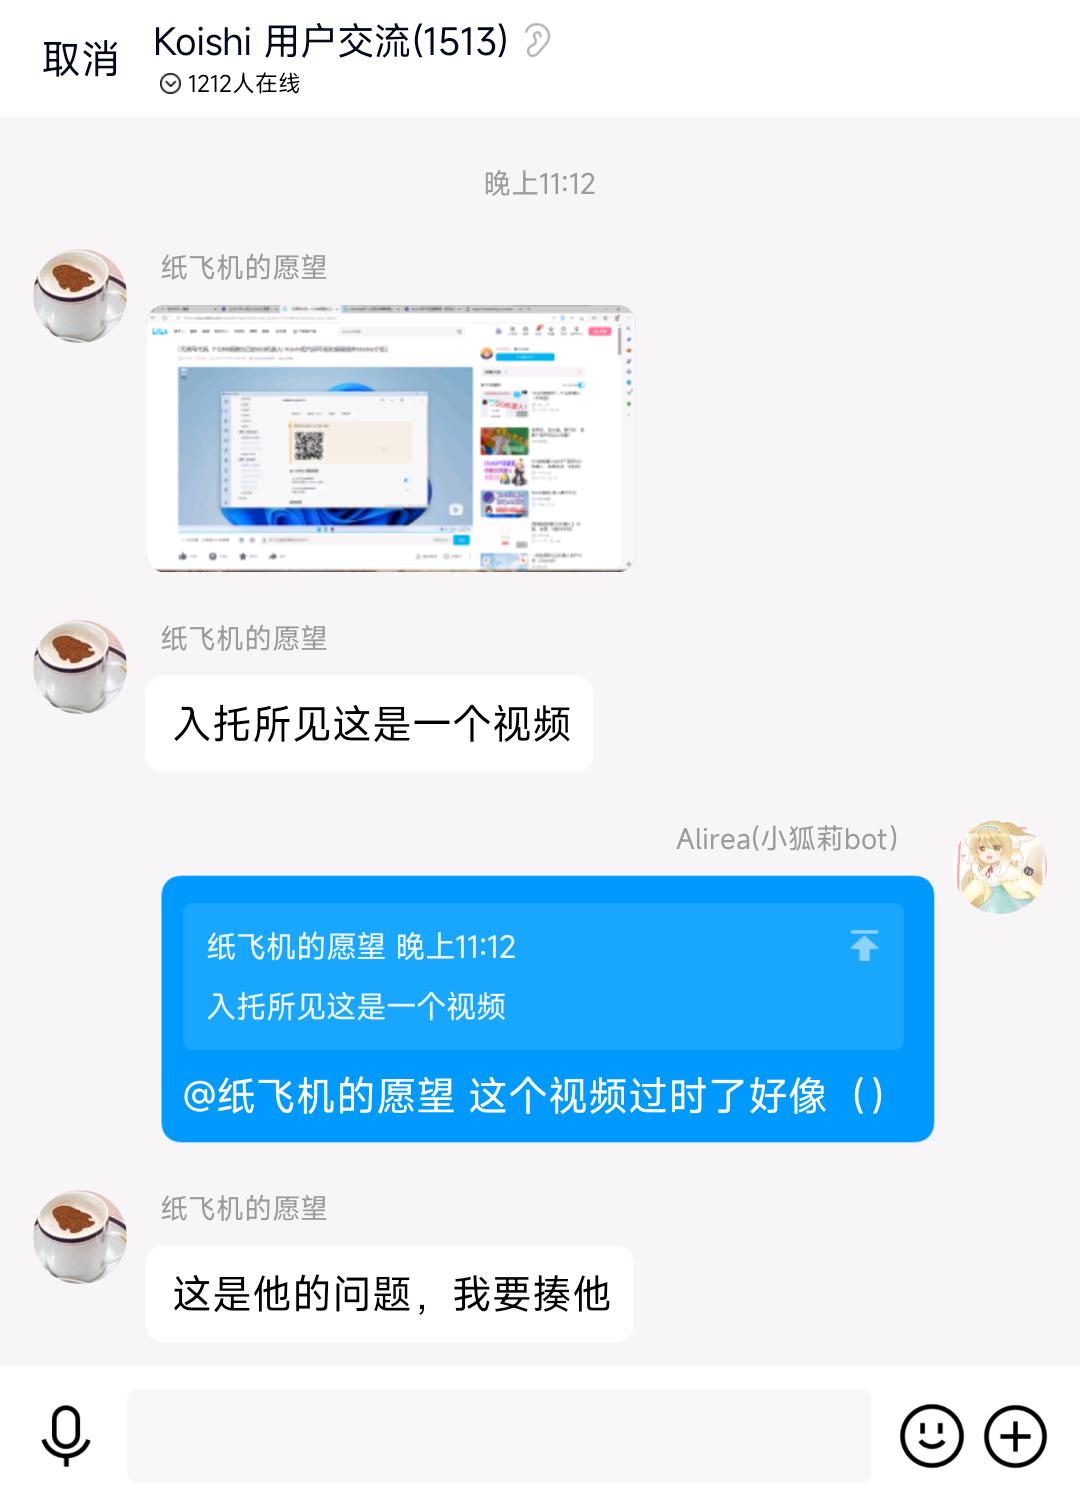 取消
Koishi 用户交流(1513)
1212人在线
晚上11:12
纸飞机的愿望
纸飞机的愿望
入托所见这是一个视频
Alirea(小狐莉bot)
纸飞机的愿望 晚上11:12
入托所见这是一个视频
@纸飞机的愿望 这个视频过时了好像（）
纸飞机的愿望
这是他的问题，我要揍他